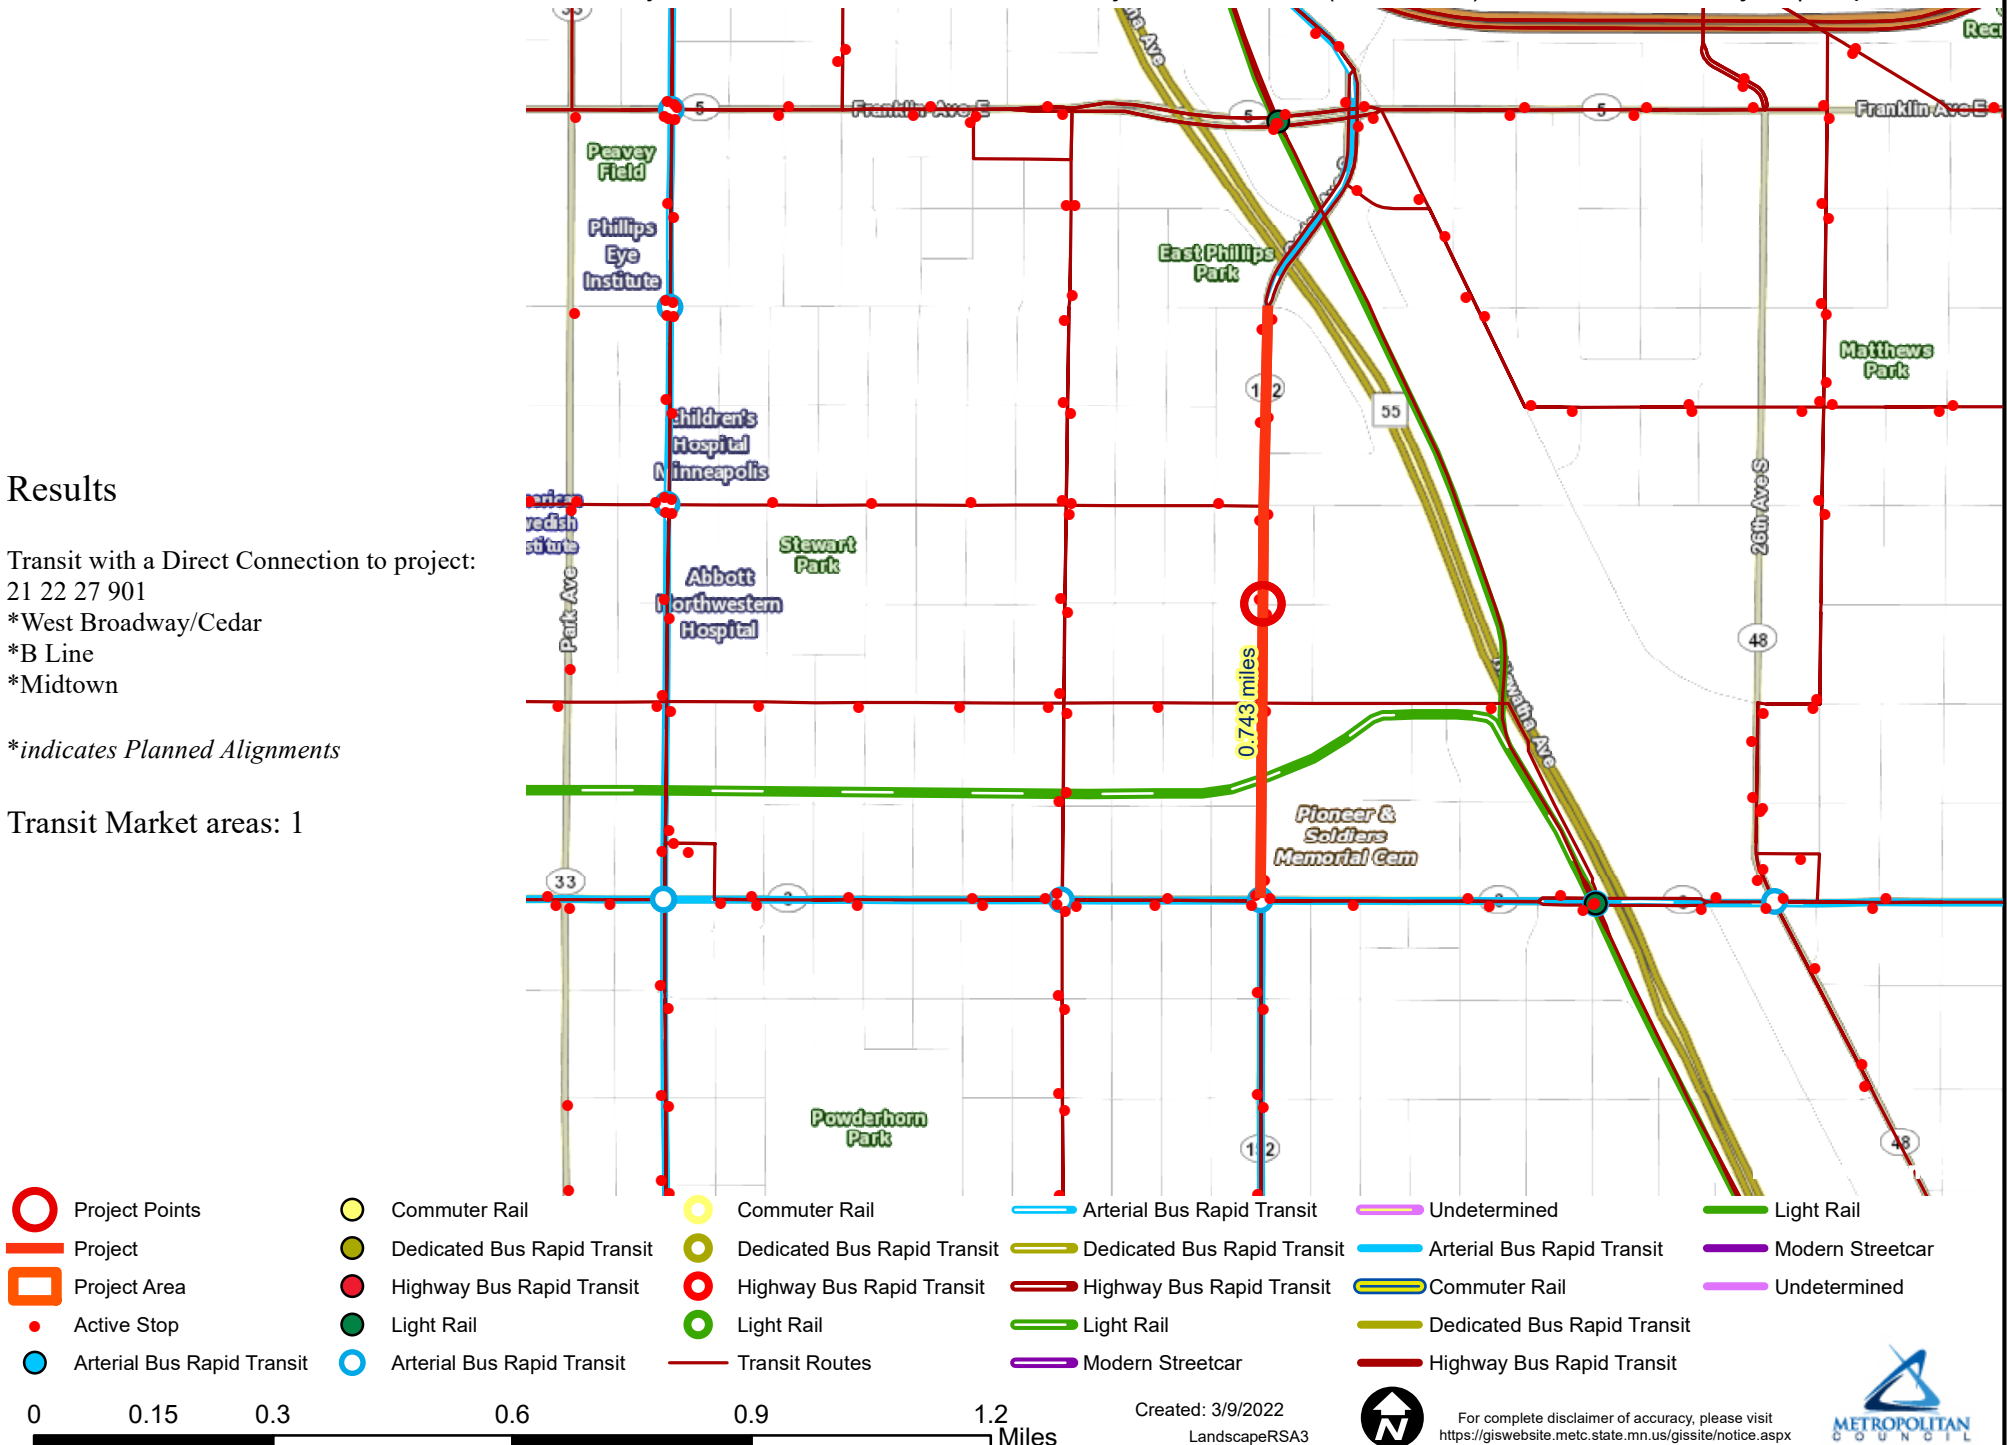 Results
Transit with a Direct Connection to project:
21 22 27 901
*West Broadway/Cedar
*B Line
*Midtown
*indicates Planned Alignments
Transit Market areas: 1
33
5
Franklin Ave E
5
5
Franklin Ave E
Peavey
Field
Phillips
Eye
Institute
East Phillips
Park
Matthews
Park
Children's
Hospital
Minneapolis
55
26th Ave S
Stewart
Park
Abbott
Northwestern
Hospital
Park Ave
48
0.743 miles
Hiawatha Ave
Pioneer &
Soldiers
Memorial Cem
33
Powderhorn
Park
152
48
Project Points
Project
Project Area
Active Stop
Arterial Bus Rapid Transit
Commuter Rail
Dedicated Bus Rapid Transit
Highway Bus Rapid Transit
Light Rail
Arterial Bus Rapid Transit
Commuter Rail
Dedicated Bus Rapid Transit
Highway Bus Rapid Transit
Light Rail
Transit Routes
Arterial Bus Rapid Transit
Dedicated Bus Rapid Transit
Highway Bus Rapid Transit
Light Rail
Modern Streetcar
Undetermined
Arterial Bus Rapid Transit
Commuter Rail
Dedicated Bus Rapid Transit
Highway Bus Rapid Transit
Light Rail
Modern Streetcar
Undetermined
0 0.15 0.3 0.6 0.9 1.2
Miles
Created: 3/9/2022
LandscapeRSA3
N
For complete disclaimer of accuracy, please visit
https://giswebsite.metc.state.mn.us/gissite/notice.aspx
METROPOLITAN
COUNCIL